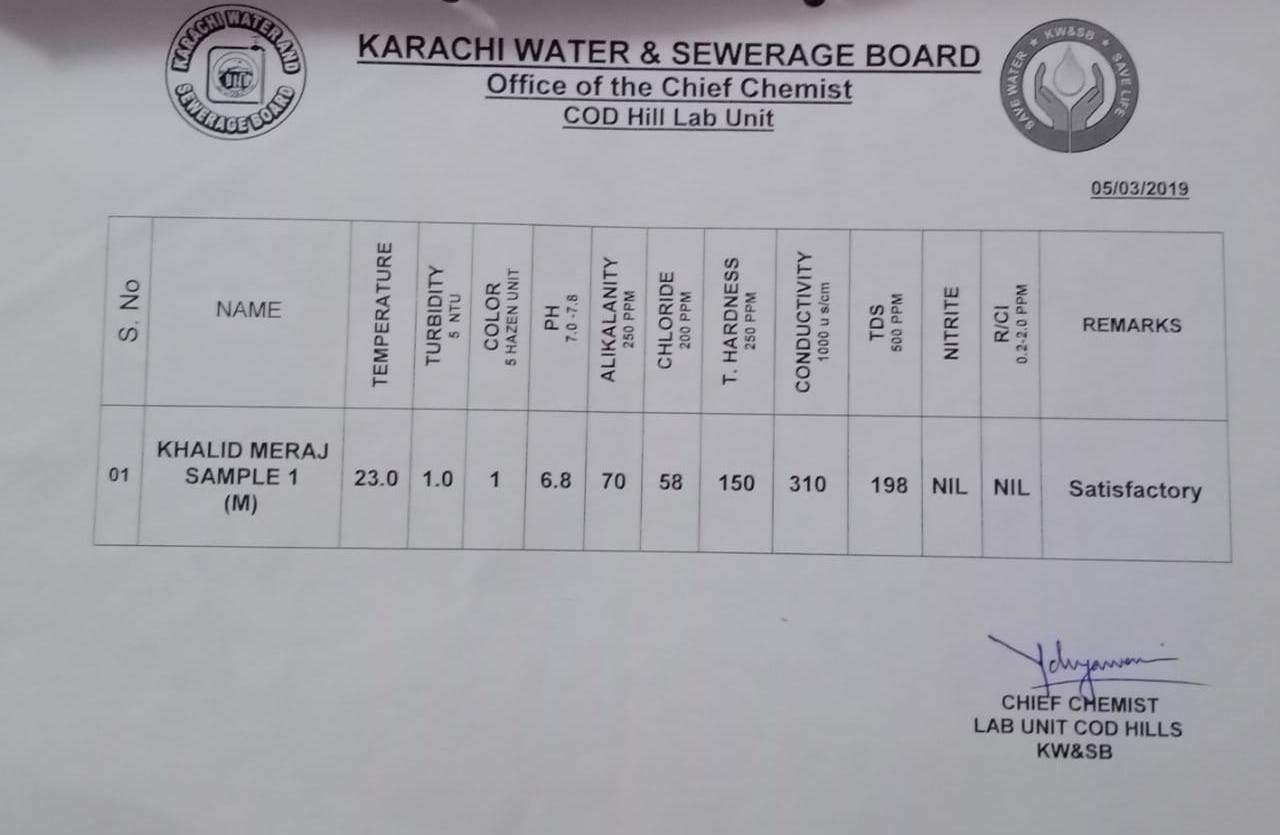 KARACHI WATER AND
SEWERAGE BOARD
KARACHI WATER & SEWERAGE BOARD
Office of the Chief Chemist
COD Hill Lab Unit
SAVE WATER ★ KW&SB ★ SAVE LIFE
05/03/2019
S. No
NAME
TEMPERATURE
TURBIDITY
5 NTU
COLOR
5 HAZEN UNIT
PH
7.0 -7.8
ALIKALANITY
250 PPM
CHLORIDE
200 PPM
T. HARDNESS
250 PPM
CONDUCTIVITY
1000 u s/cm
TDS
500 PPM
NITRITE
R/Cl
0.2-2.0 PPM
REMARKS
01
KHALID MERAJ
SAMPLE 1
(M)
23.0
1.0
1
6.8
70
58
150
310
198
NIL
NIL
Satisfactory
CHIEF CHEMIST
LAB UNIT COD HILLS
KW&SB